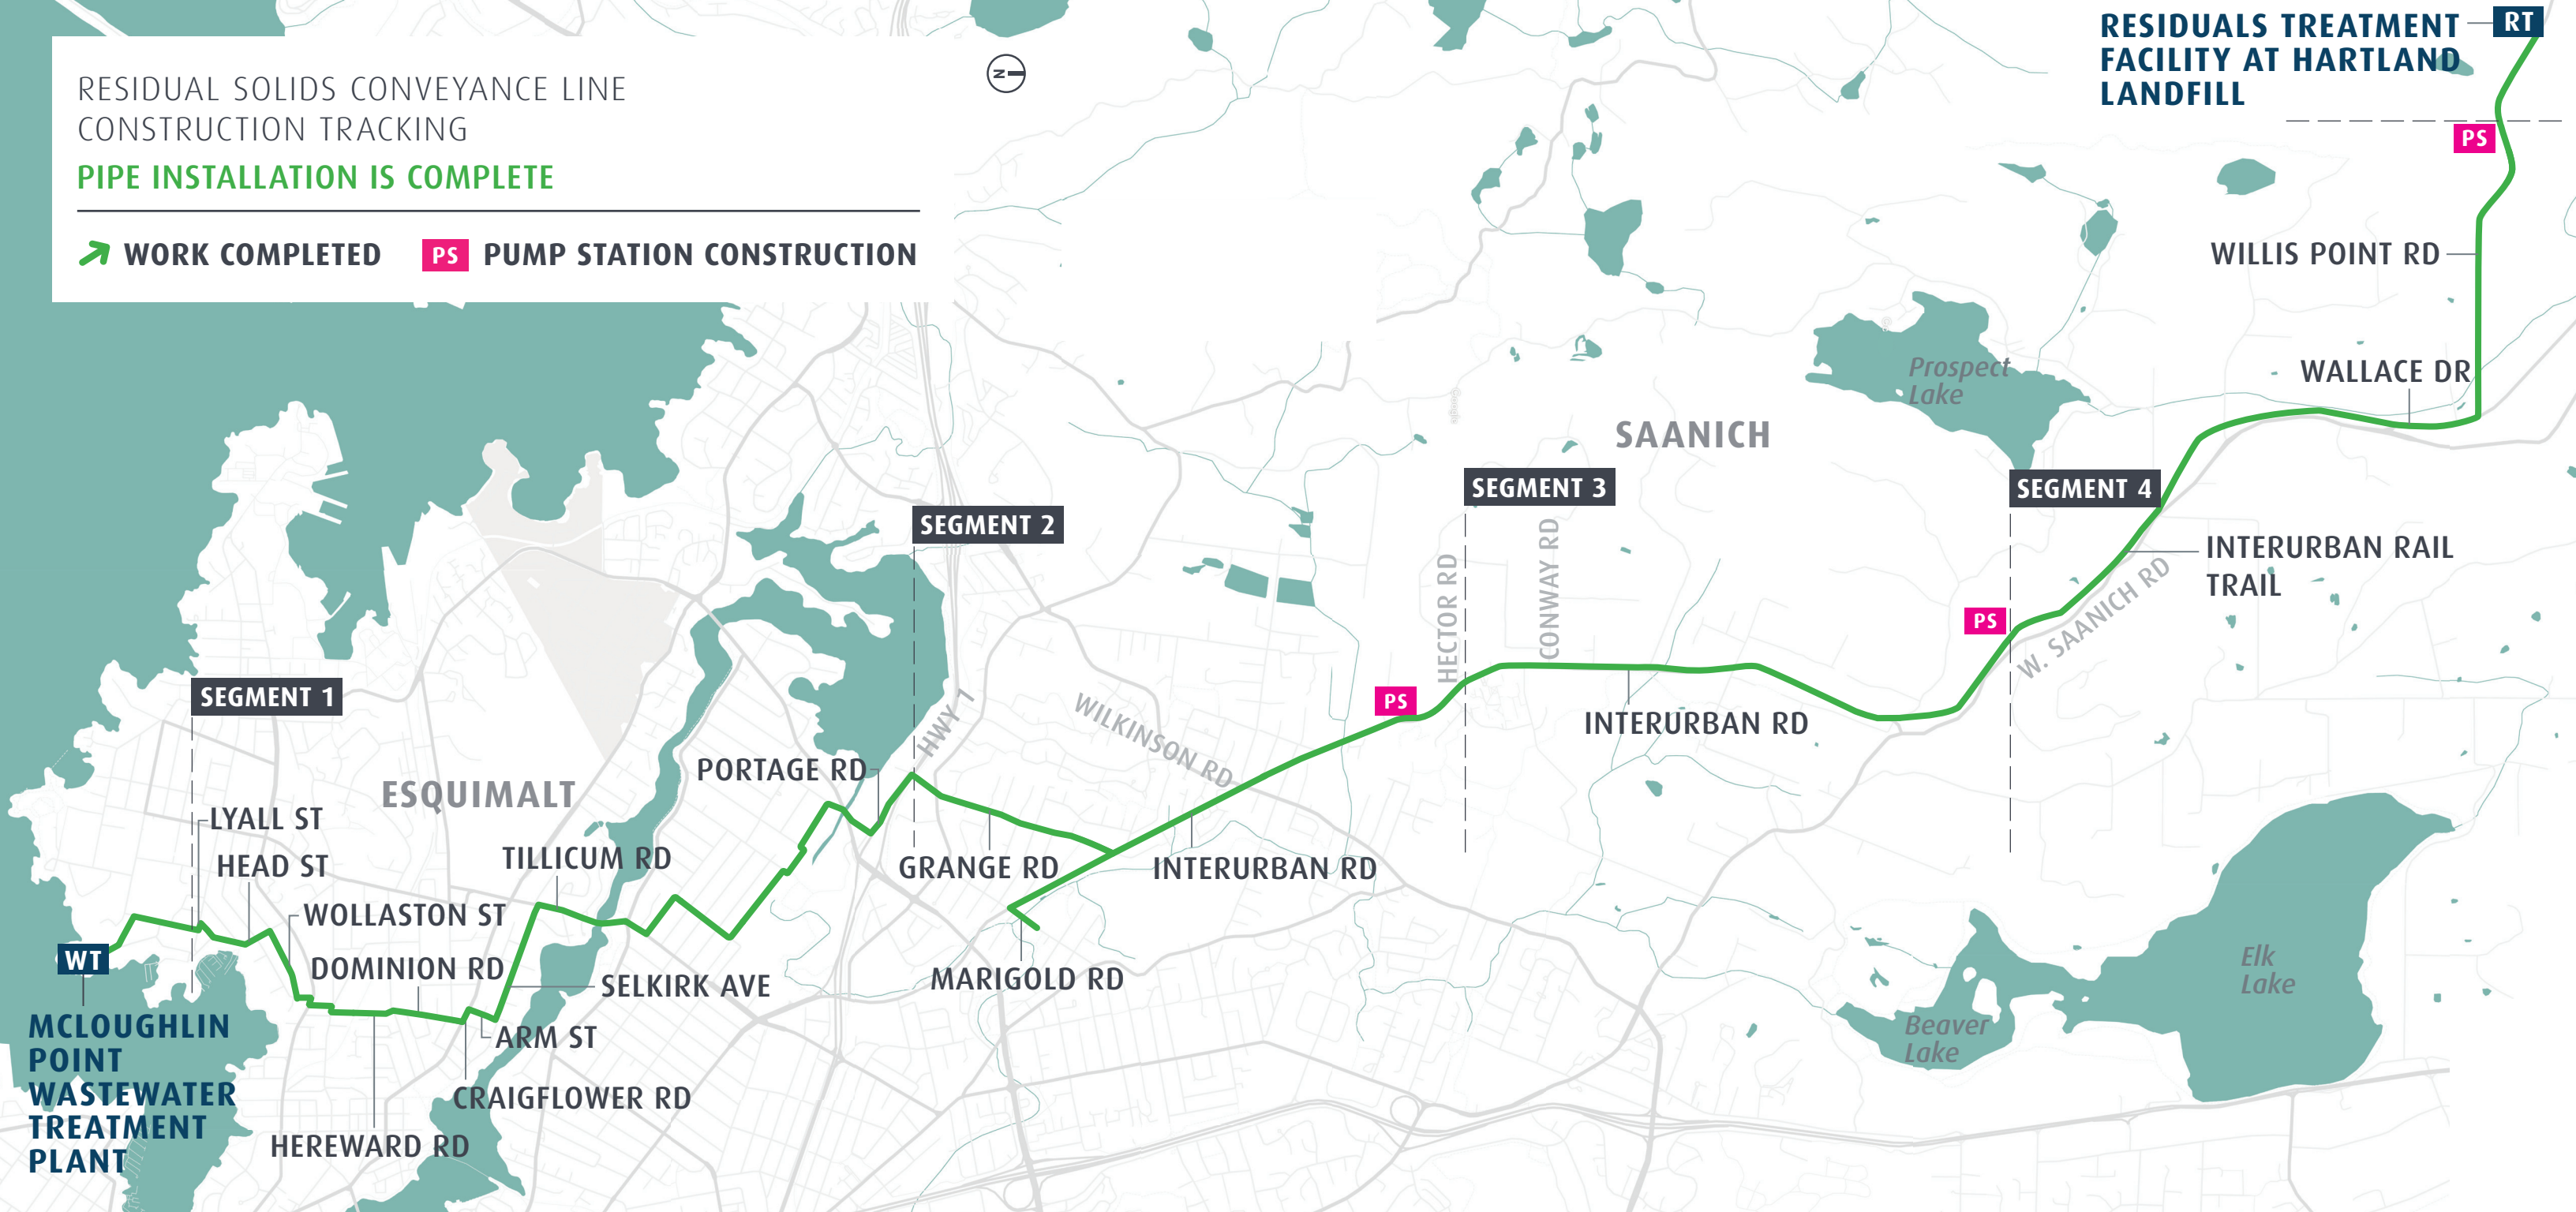 RESIDUAL SOLIDS CONVEYANCE LINE
CONSTRUCTION TRACKING
PIPE INSTALLATION IS COMPLETE
WORK COMPLETED
PS PUMP STATION CONSTRUCTION
N
RESIDUALS TREATMENT
FACILITY AT HARTLAND
LANDFILL
RT
PS
WILLIS POINT RD
WALLACE DR
Prospect
Lake
SAANICH
SEGMENT 3
SEGMENT 4
SEGMENT 2
HECTOR RD
CONWAY RD
INTERURBAN RAIL
TRAIL
PS
W. SAANICH RD
SEGMENT 1
PS
HWY 1
WILKINSON RD
INTERURBAN RD
PORTAGE RD
ESQUIMALT
LYALL ST
HEAD ST
TILLICUM RD
GRANGE RD
INTERURBAN RD
WOLLASTON ST
DOMINION RD
SELKIRK AVE
MARIGOLD RD
WT
MCLOUGHLIN
POINT
WASTEWATER
TREATMENT
PLANT
ARM ST
CRAIGFLOWER RD
HEREWARD RD
Elk
Lake
Beaver
Lake